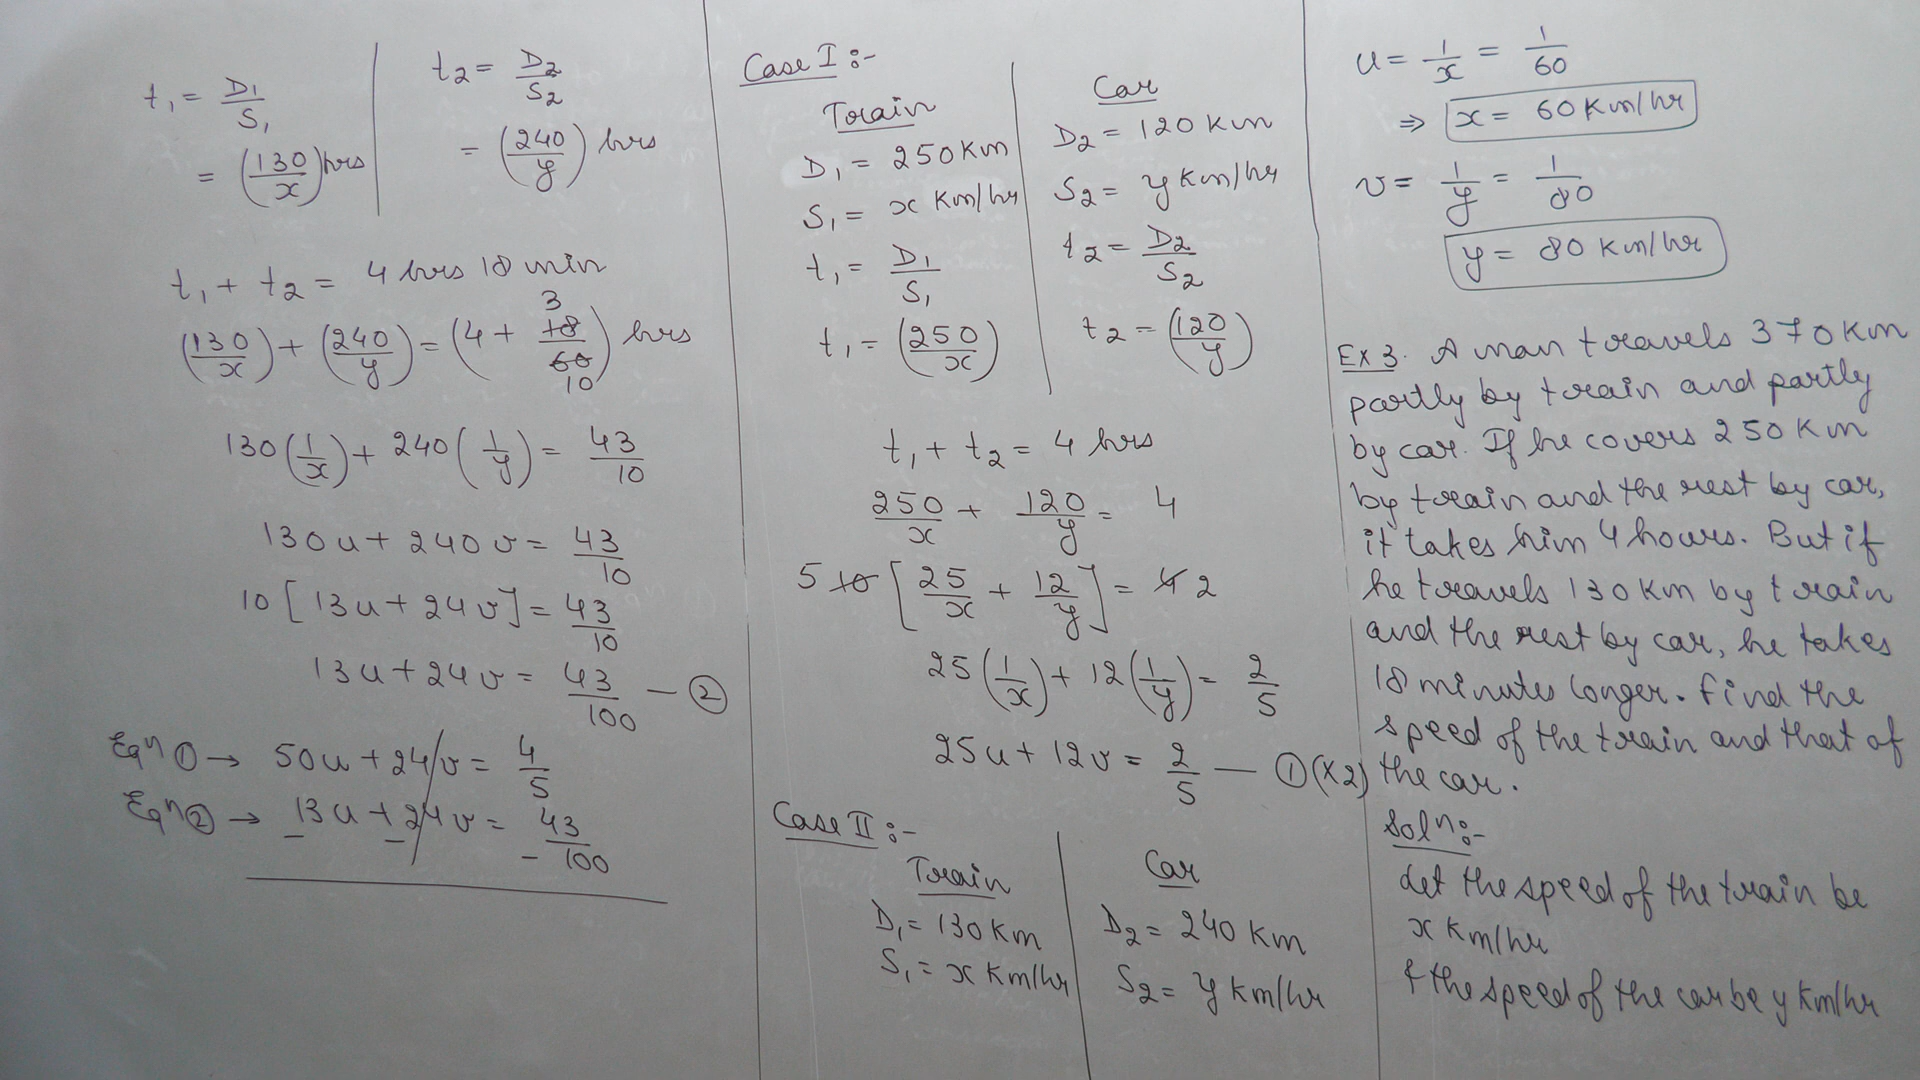 t₁ = D₁/S₁
= (130/x) hrs
t₂ = D₂/S₂
= (240/y) hrs
t₁ + t₂ = 4 hrs 18 min
(130/x) + (240/y) = (4 + 18/60) hrs
3
10
130(1/x) + 240(1/y) = 43/10
130u + 240v = 43/10
10[13u + 24v] = 43/10
13u + 24v = 43/100 — ②
Eqⁿ① → 50u + 24v = 4/5
Eqⁿ② → 13u + 24v = 43/100
− − −
Case I :-
Train
D₁ = 250 Km
S₁ = x Km/hr
t₁ = D₁/S₁
t₁ = (250/x)
Car
D₂ = 120 Km
S₂ = y Km/hr
t₂ = D₂/S₂
t₂ = (120/y)
t₁ + t₂ = 4 hrs
250/x + 120/y = 4
5 10 [25/x + 12/y] = 4 2
25(1/x) + 12(1/y) = 2/5
25u + 12v = 2/5 — ①(×2)
Case II :-
Train
D₁ = 130 Km
S₁ = x Km/hr
Car
D₂ = 240 Km
S₂ = y Km/hr
u = 1/x = 1/60
⇒ x = 60 Km/hr
v = 1/y = 1/80
y = 80 Km/hr
Ex 3. A man travels 370 Km
partly by train and partly
by car. If he covers 250 Km
by train and the rest by car,
it takes him 4 hours. But if
he travels 130 Km by train
and the rest by car, he takes
18 minutes longer. Find the
speed of the train and that of
the car.
Solⁿ:-
Let the speed of the train be
x Km/hr
& the speed of the car be y Km/hr